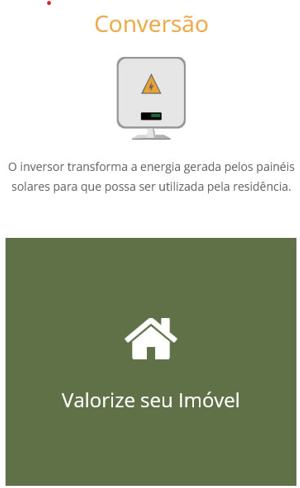 Conversão
O inversor transforma a energia gerada pelos painéis
solares para que possa ser utilizada pela residência.
Valorize seu Imóvel